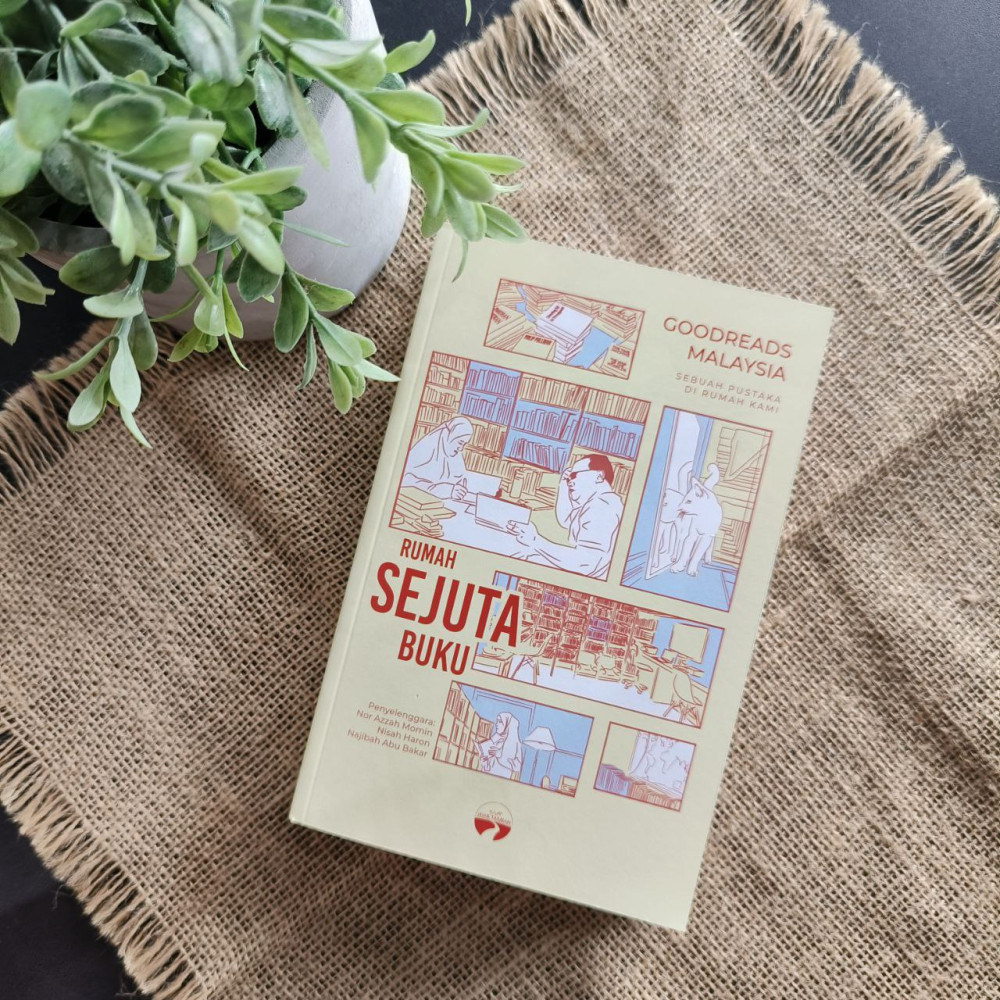 GOODREADS
MALAYSIA
SEBUAH PUSTAKA
DI RUMAH KAMI
RUMAH
SEJUTA
BUKU
Penyelenggara:
Nor Azzah Momin
Nisah Haron
Najibah Abu Bakar